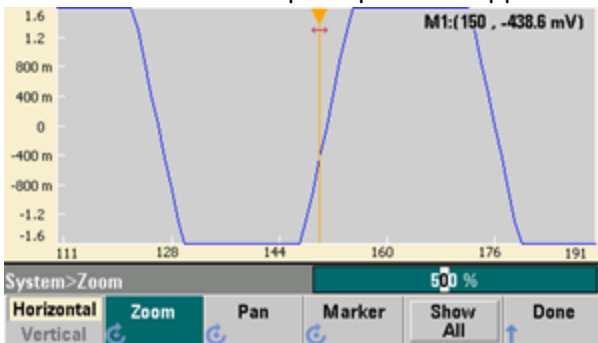 M1:(150 , -438.6 mV)
1.6
1.2
800 m
400 m
0
-400 m
-800 m
-1.2
-1.6
111 128 144 160 176 191
System>Zoom 500 %
Horizontal Zoom Pan Marker Show All Done
Vertical